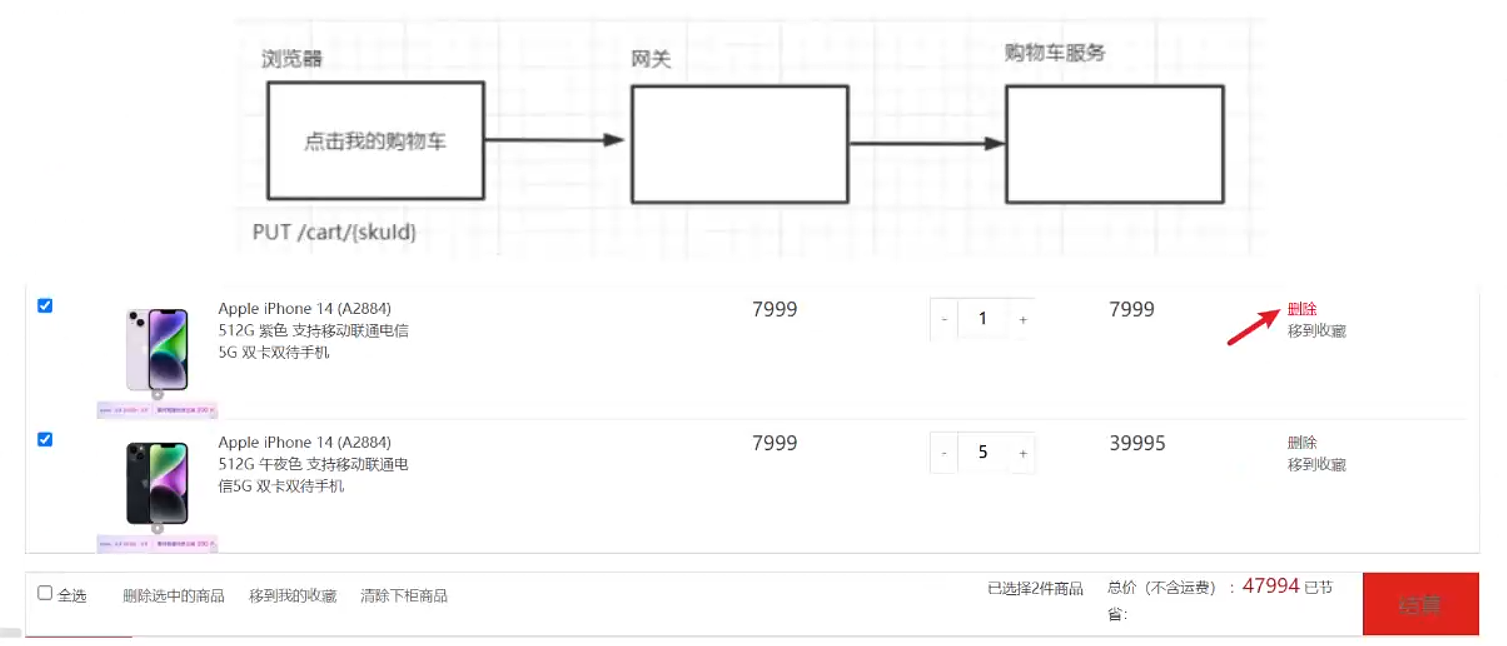 浏览器
网关
购物车服务
点击我的购物车
PUT /cart/{skuId}
Apple iPhone 14 (A2884)
512G 紫色 支持移动联通电信
5G 双卡双待手机
7999
-
1
+
7999
删除
移到收藏
Apple iPhone 14 (A2884)
512G 午夜色 支持移动联通电
信5G 双卡双待手机
7999
-
5
+
39995
删除
移到收藏
全选
删除选中的商品
移到我的收藏
清除下柜商品
已选择2件商品
总价（不含运费）：47994 已节
省：
结算